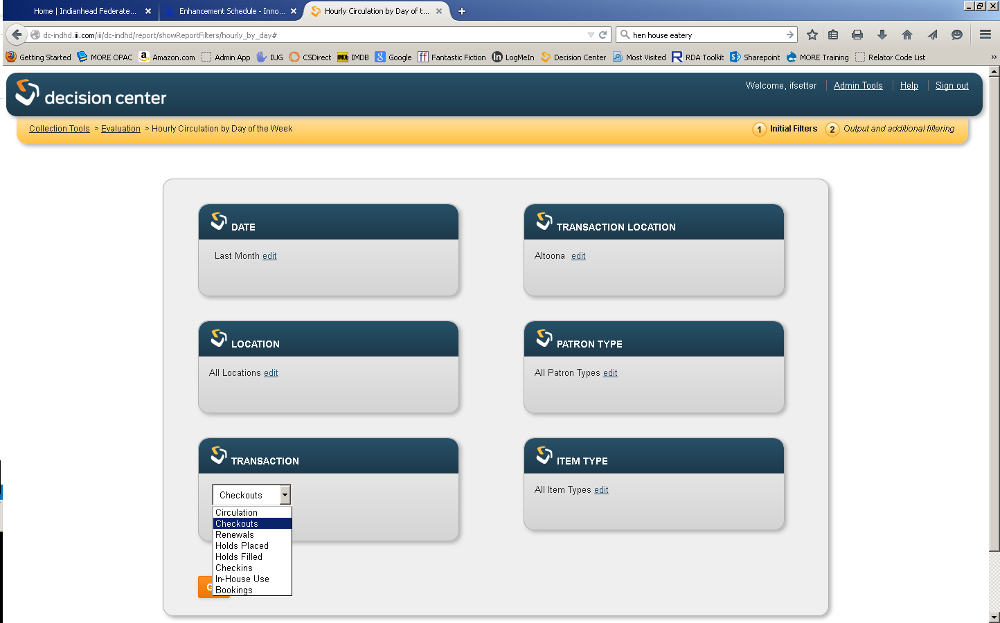 Home | Indianhead Federate...
Enhancement Schedule - Inno...
Hourly Circulation by Day of t...
dc-indhd.iii.com/iii/dc-indhd/report/showReportFilters/hourly_by_day#
hen house eatery
Getting Started
MORE OPAC
Amazon.com
Admin App
IUG
CSDirect
IMDb
IMDB
Google
ff
Fantastic Fiction
LogMeIn
Decision Center
Most Visited
RDA Toolkit
Sharepoint
MORE Training
Relator Code List
decision center
Welcome, ifsetter
Admin Tools
Help
Sign out
Collection Tools > Evaluation > Hourly Circulation by Day of the Week
1 Initial Filters
2 Output and additional filtering
DATE
Last Month edit
TRANSACTION LOCATION
Altoona edit
LOCATION
All Locations edit
PATRON TYPE
All Patron Types edit
TRANSACTION
Checkouts
Circulation
Checkouts
Renewals
Holds Placed
Holds Filled
Checkins
In-House Use
Bookings
ITEM TYPE
All Item Types edit